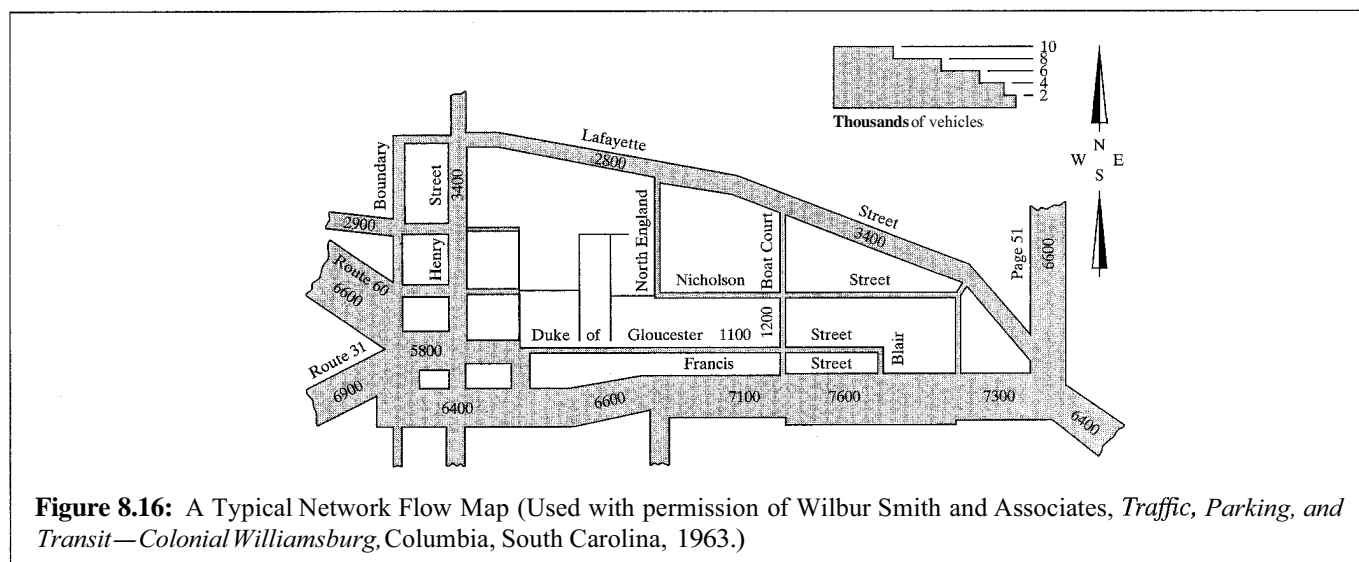 10
8
6
4
2
Thousands of vehicles
N
W E
S
Lafayette
2800
Boundary
Street
3400
2900
Henry
North England
Boat Court
Street
3400
Page 51
6600
Route 60
6600
Nicholson Street
Duke of Gloucester 1100 Street
1200
Blair
Route 31
5800
Francis Street
6900
6400
6600
7100
7600
7300
6400
Figure 8.16: A Typical Network Flow Map (Used with permission of Wilbur Smith and Associates, Traffic, Parking, and
Transit—Colonial Williamsburg, Columbia, South Carolina, 1963.)